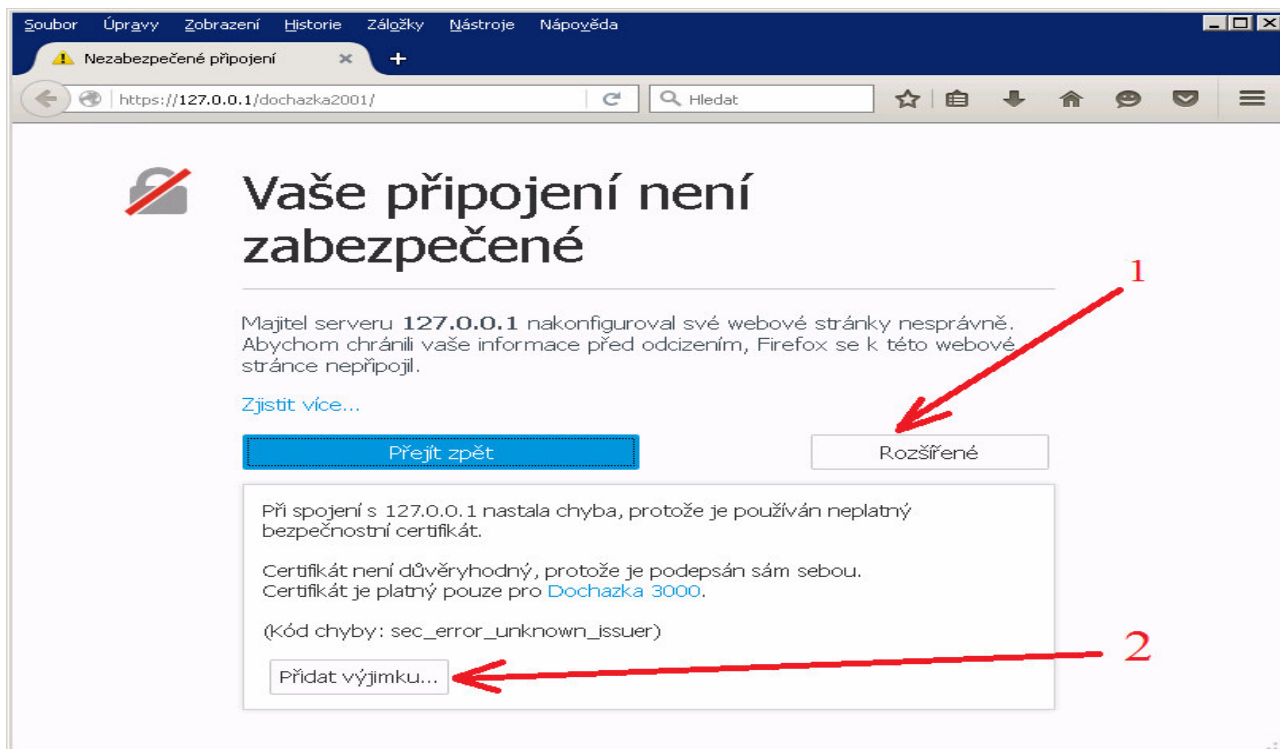 Soubor Úpravy Zobrazení Historie Záložky Nástroje Nápověda
Nezabezpečené připojení
https://127.0.0.1/dochazka2001/
Hledat
Vaše připojení není
zabezpečené
1
Majitel serveru 127.0.0.1 nakonfiguroval své webové stránky nesprávně.
Abychom chránili vaše informace před odcizením, Firefox se k této webové
stránce nepřipojil.
Zjistit více...
Přejít zpět
Rozšířené
Při spojení s 127.0.0.1 nastala chyba, protože je používán neplatný
bezpečnostní certifikát.
Certifikát není důvěryhodný, protože je podepsán sám sebou.
Certifikát je platný pouze pro Dochazka 3000.
(Kód chyby: sec_error_unknown_issuer)
2
Přidat výjimku...